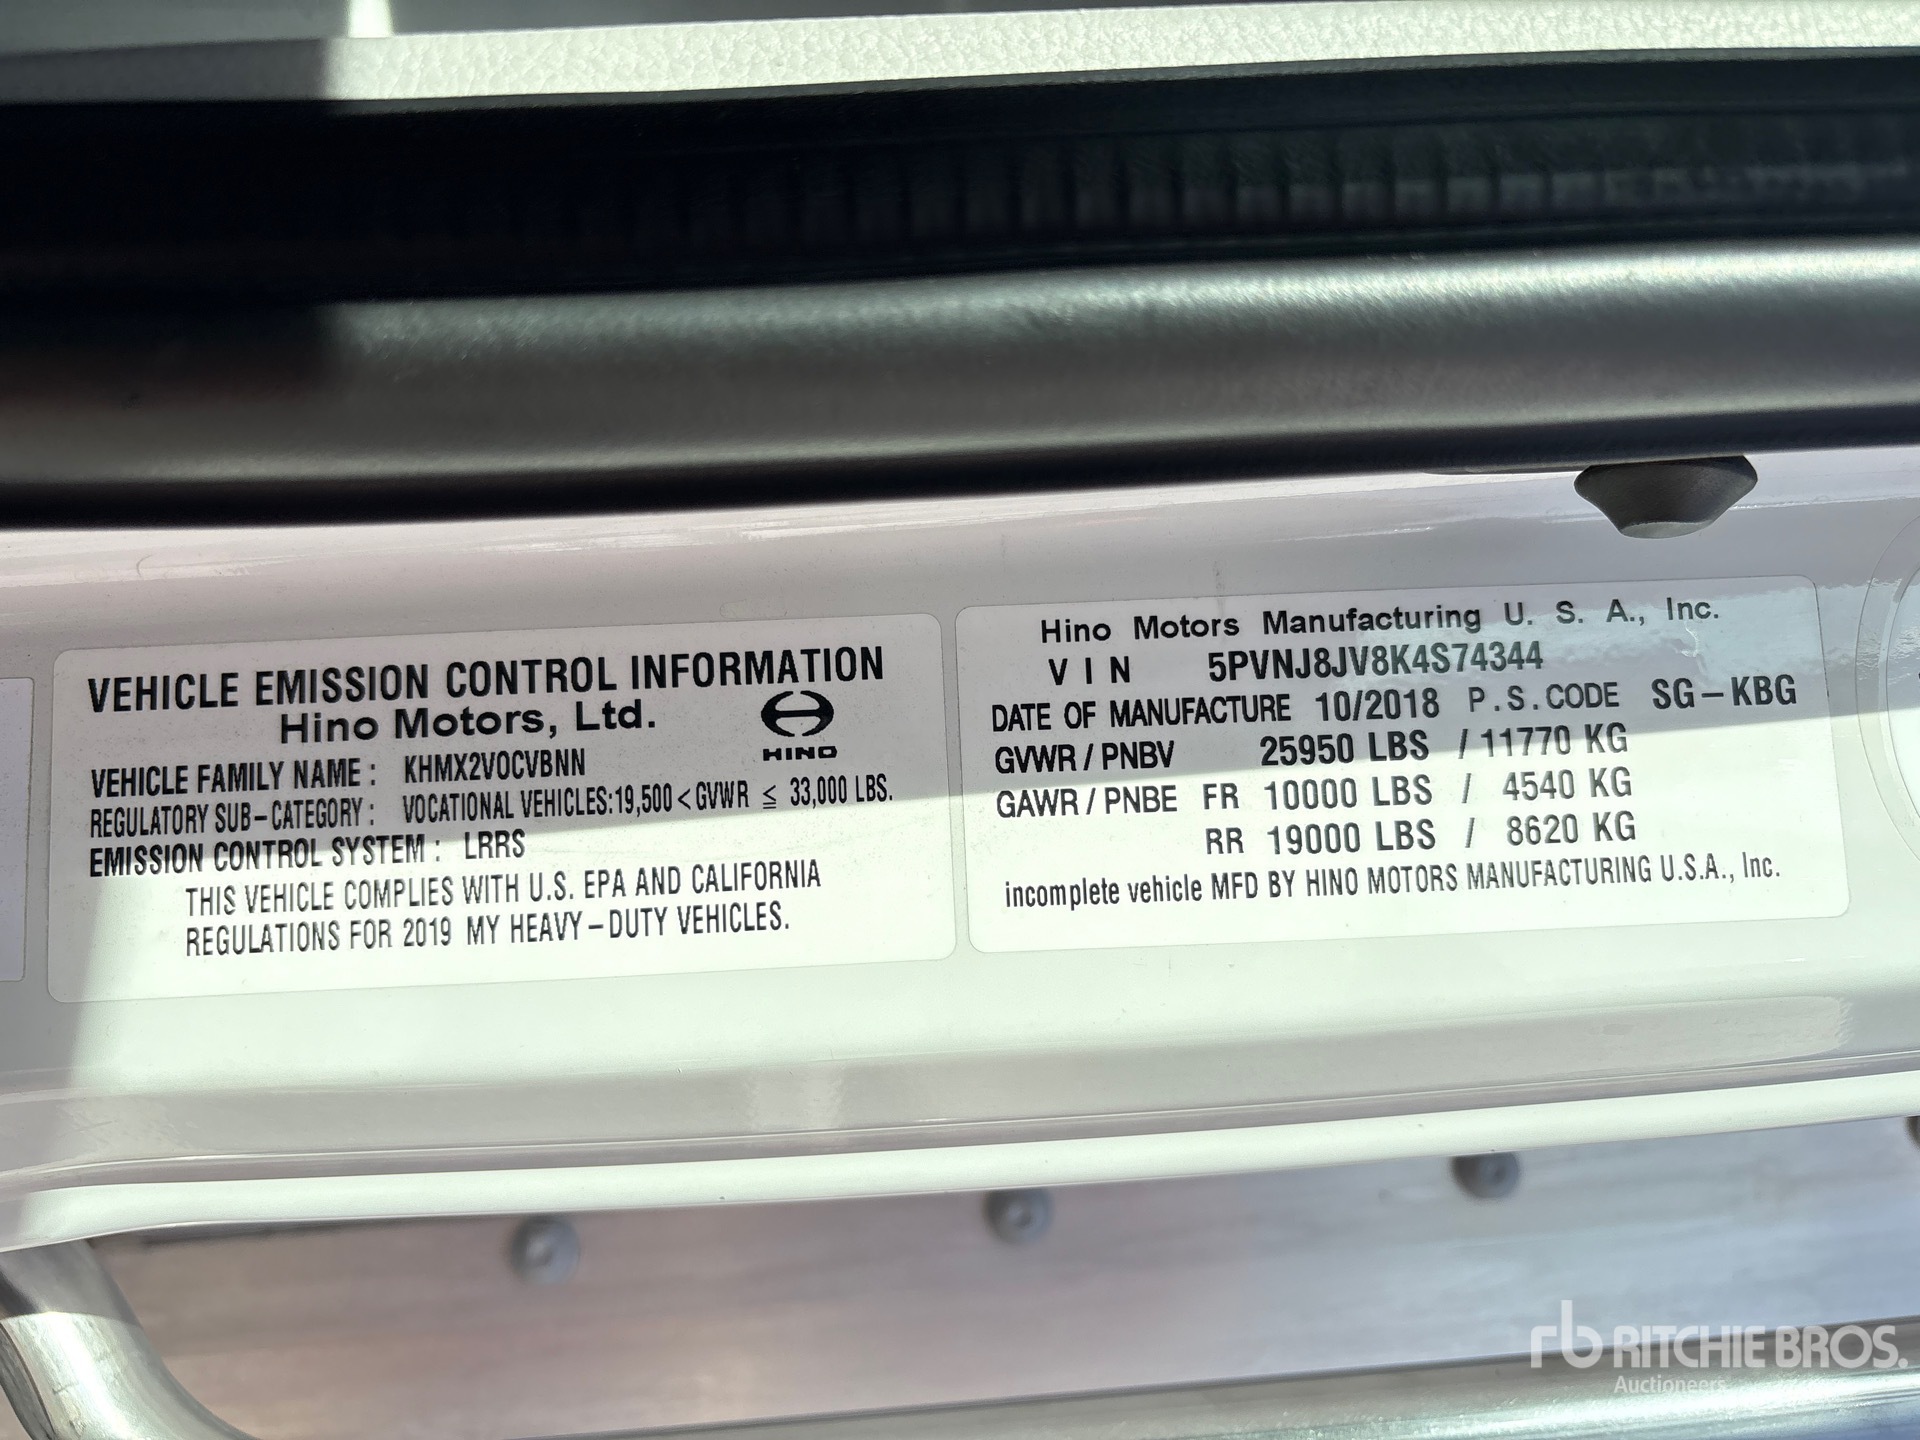 VEHICLE EMISSION CONTROL INFORMATION
Hino Motors, Ltd.
HINO
VEHICLE FAMILY NAME : KHMX2VOCVBNN
REGULATORY SUB-CATEGORY : VOCATIONAL VEHICLES:19,500 < GVWR ≦ 33,000 LBS.
EMISSION CONTROL SYSTEM : LRRS
THIS VEHICLE COMPLIES WITH U.S. EPA AND CALIFORNIA
REGULATIONS FOR 2019 MY HEAVY-DUTY VEHICLES.
Hino Motors Manufacturing U. S. A., Inc.
VIN 5PVNJ8JV8K4S74344
DATE OF MANUFACTURE 10/2018 P.S.CODE SG-KBG
GVWR / PNBV 25950 LBS / 11770 KG
GAWR / PNBE FR 10000 LBS / 4540 KG
RR 19000 LBS / 8620 KG
incomplete vehicle MFD BY HINO MOTORS MANUFACTURING U.S.A., Inc.
rb RITCHIE BROS.
Auctioneers